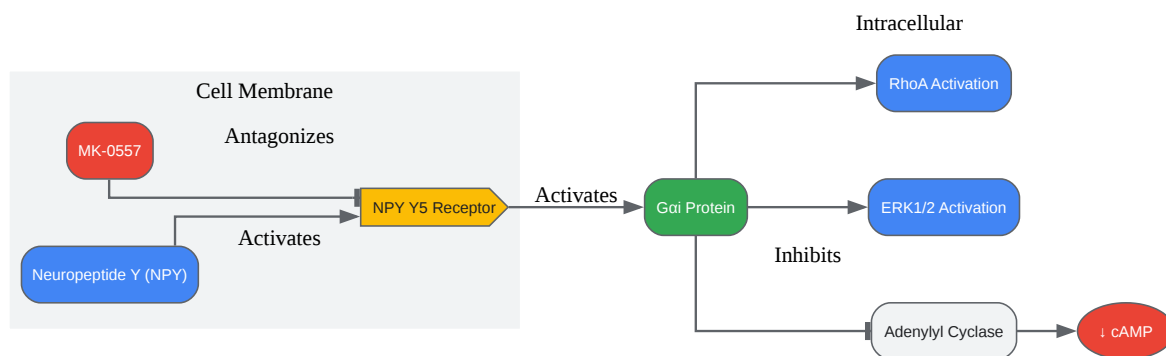 Intracellular
RhoA Activation
Cell Membrane
Antagonizes
MK-0557
NPY Y5 Receptor
Activates
Gαi Protein
ERK1/2 Activation
Activates
Inhibits
Neuropeptide Y (NPY)
Adenylyl Cyclase
↓ cAMP